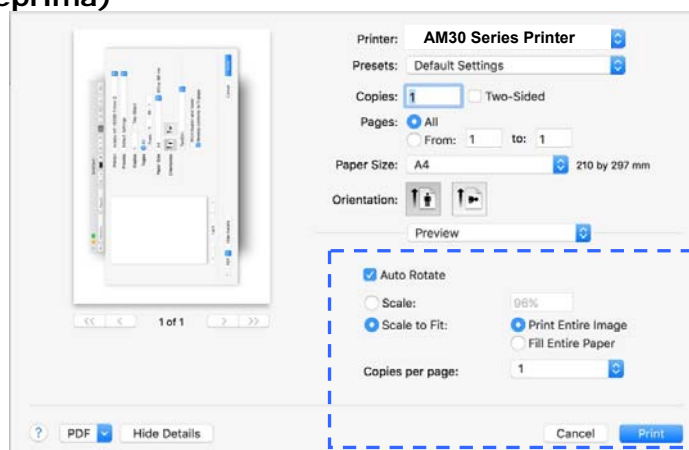 eprima)
Printer: AM30 Series Printer
Presets: Default Settings
Copies: 1 Two-Sided
Pages: All
From: 1 to: 1
Paper Size: A4 210 by 297 mm
Orientation:
Preview
Auto Rotate
Scale: 96%
Scale to Fit: Print Entire Image
Fill Entire Paper
Copies per page: 1
<< < 1 of 1 > >>
? PDF Hide Details Cancel Print